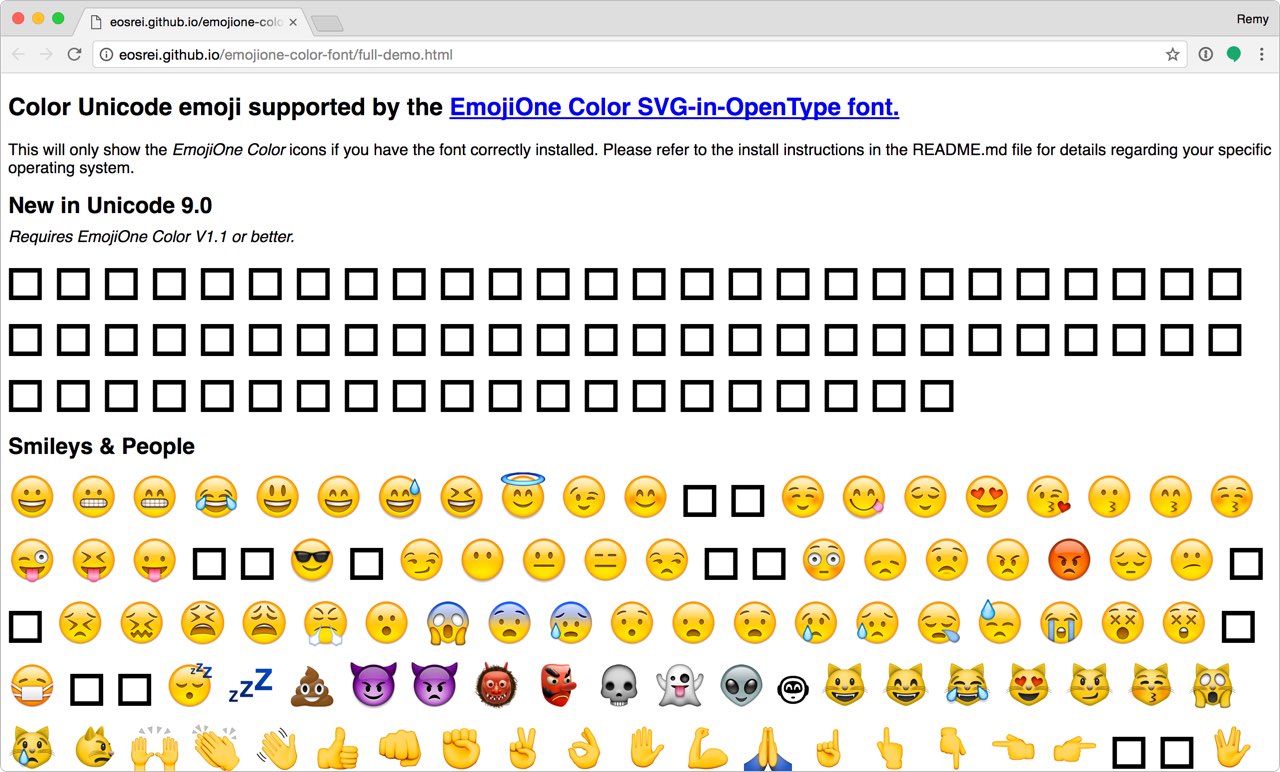 eosrei.github.io/emojione-colo
Remy
eosrei.github.io/emojione-color-font/full-demo.html
Color Unicode emoji supported by the EmojiOne Color SVG-in-OpenType font.
This will only show the EmojiOne Color icons if you have the font correctly installed. Please refer to the install instructions in the README.md file for details regarding your specific
operating system.
New in Unicode 9.0
Requires EmojiOne Color V1.1 or better.
Smileys & People